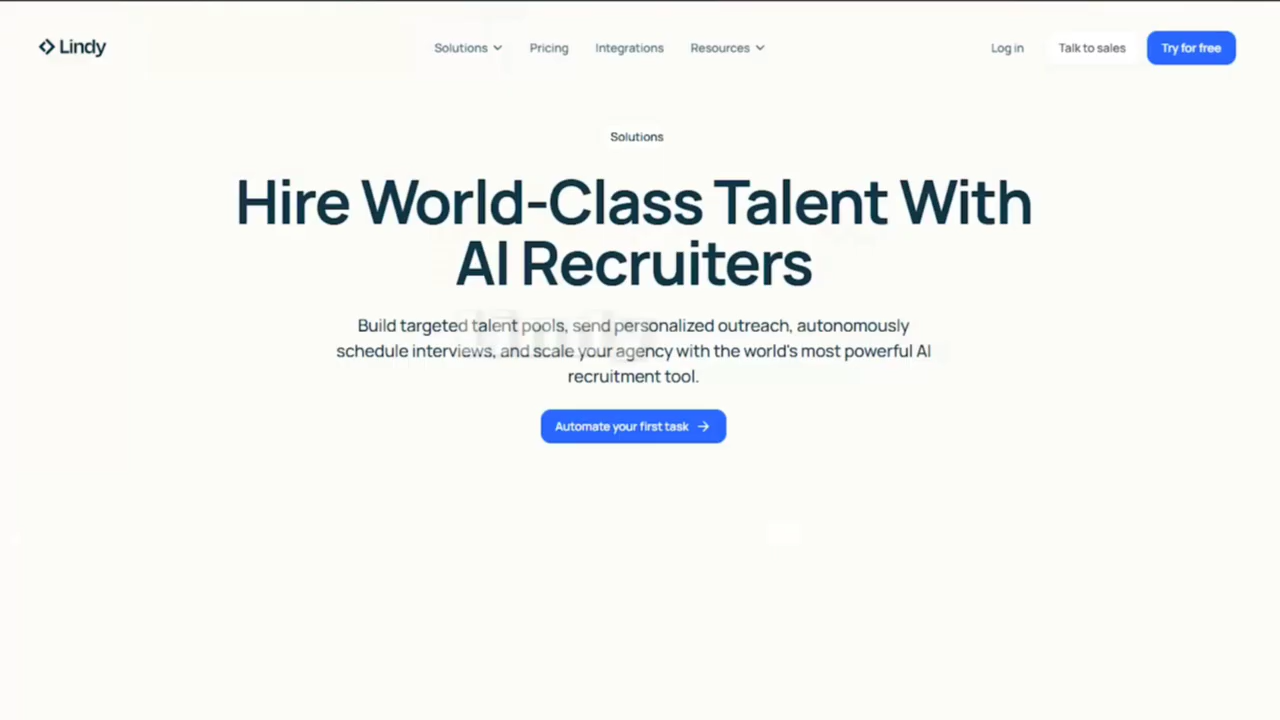 Lindy
Solutions
Pricing
Integrations
Resources
Log in
Talk to sales
Try for free
Solutions
Hire World-Class Talent With
AI Recruiters
Build targeted talent pools, send personalized outreach, autonomously
schedule interviews, and scale your agency with the world's most powerful AI
recruitment tool.
Automate your first task